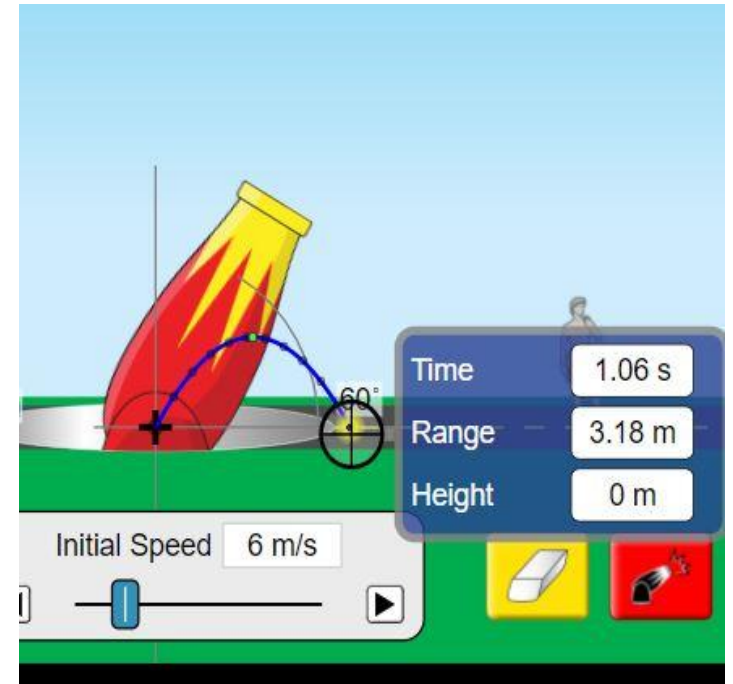 60°
Time 1.06 s
Range 3.18 m
Height 0 m
Initial Speed 6 m/s